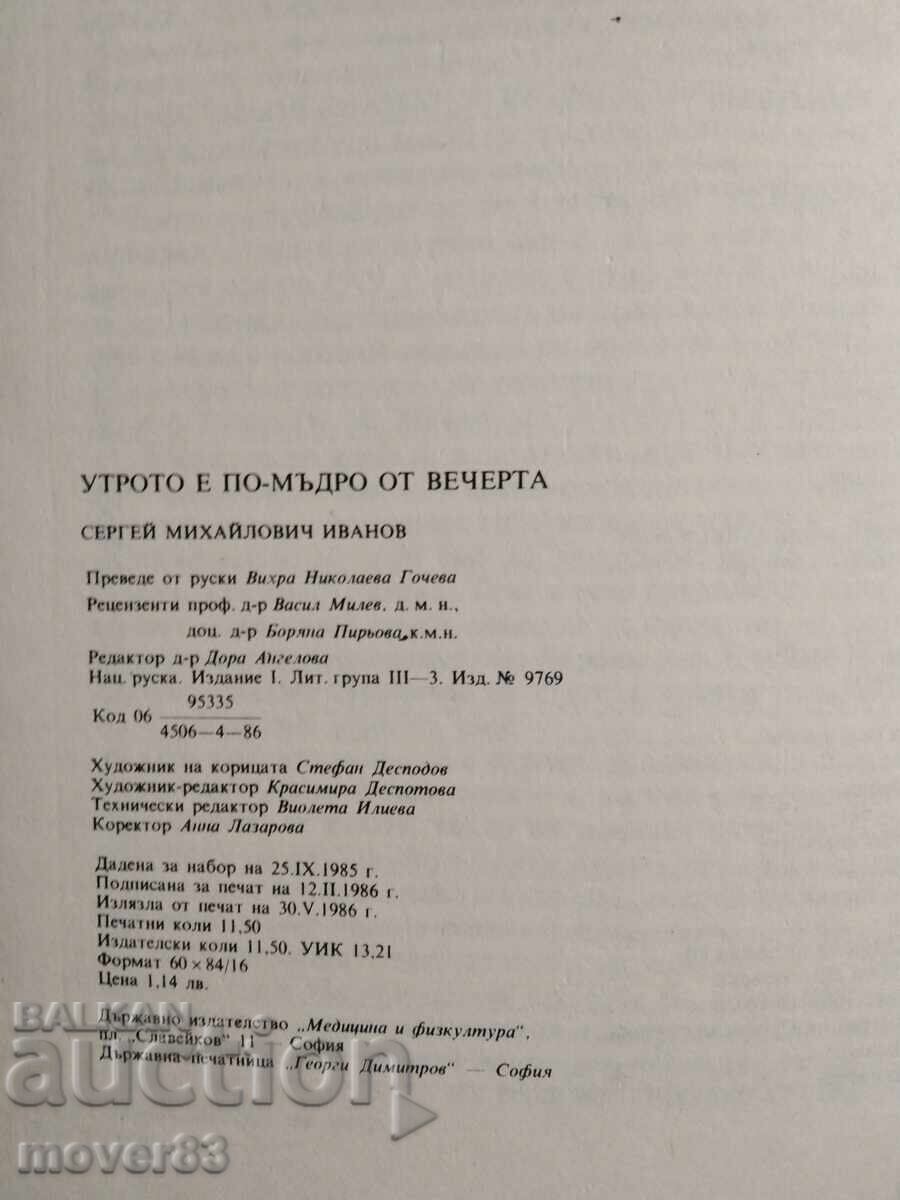 УТРОТО Е ПО-МЪДРО ОТ ВЕЧЕРТА
СЕРГЕЙ МИХАЙЛОВИЧ ИВАНОВ
Преведе от руски Вихра Николаева Гочева
Рецензенти проф. д-р Васил Милев, д. м. н.,
доц. д-р Боряна Пирьова, к.м.н.
Редактор д-р Дора Ангелова
Нац. руска. Издание I. Лит. група III—3. Изд. № 9769
95335
Код 06
4506—4—86
Художник на корицата Стефан Десподов
Художник-редактор Красимира Деспотова
Технически редактор Виолета Илиева
Коректор Анна Лазарова
Дадена за набор на 25.IX.1985 г.
Подписана за печат на 12.II.1986 г.
Излязла от печат на 30.V.1986 г.
Печатни коли 11,50
Издателски коли 11,50. УИК 13,21
Формат 60×84/16
Цена 1,14 лв.
Държавно издателство „Медицина и физкултура",
пл. „Славейков" 11 София
Държавна печатница „Георги Димитров" — София
BALKAN
auction
mover83